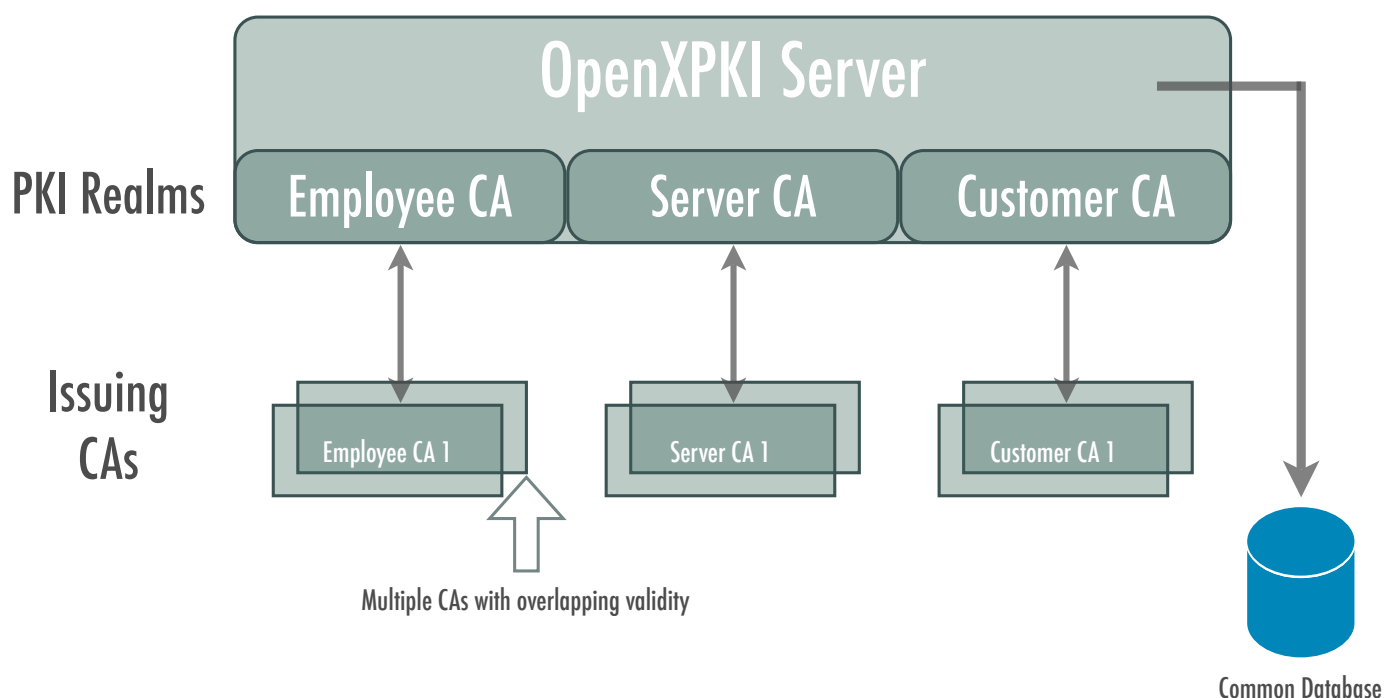 OpenXPKI Server
PKI Realms
Employee CA
Server CA
Customer CA
Issuing
CAs
Employee CA 1
Server CA 1
Customer CA 1
Multiple CAs with overlapping validity
Common Database